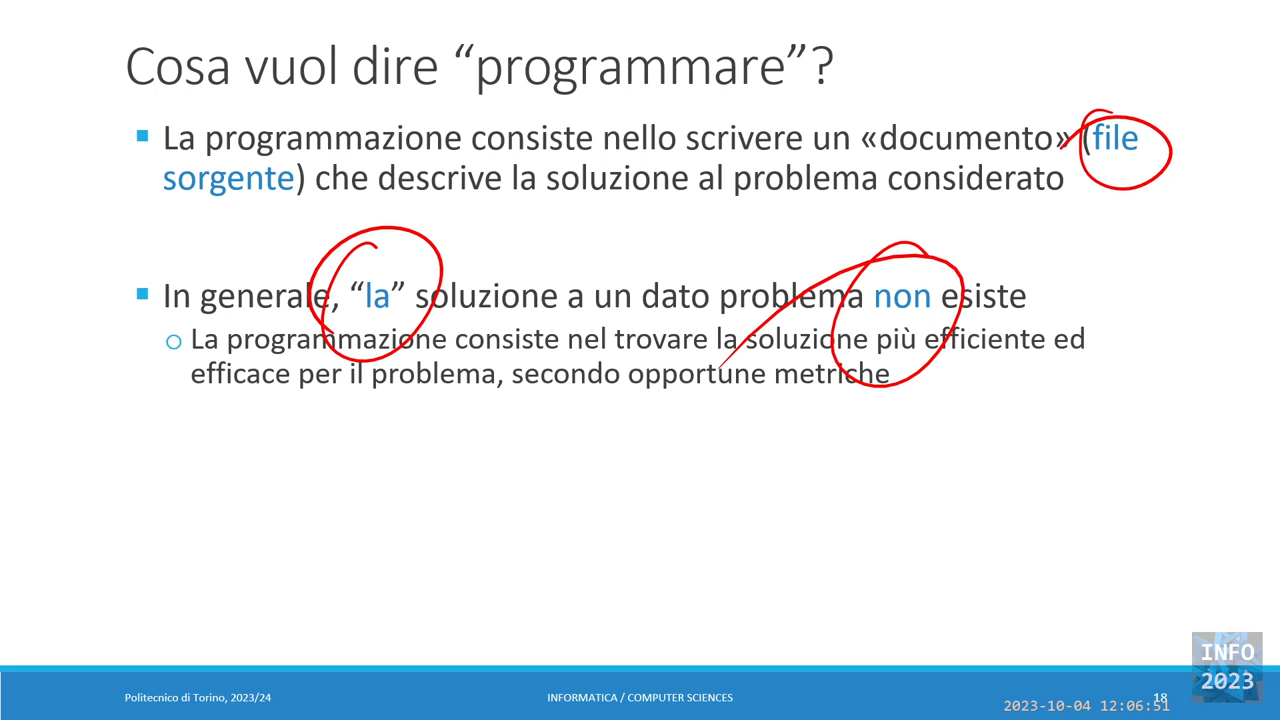 Cosa vuol dire “programmare”?
▪ La programmazione consiste nello scrivere un «documento» (file
sorgente) che descrive la soluzione al problema considerato
▪ In generale, “la” soluzione a un dato problema non esiste
o La programmazione consiste nel trovare la soluzione più efficiente ed
efficace per il problema, secondo opportune metriche
INFO
2023
Politecnico di Torino, 2023/24
INFORMATICA / COMPUTER SCIENCES
18
2023-10-04 12:06:51